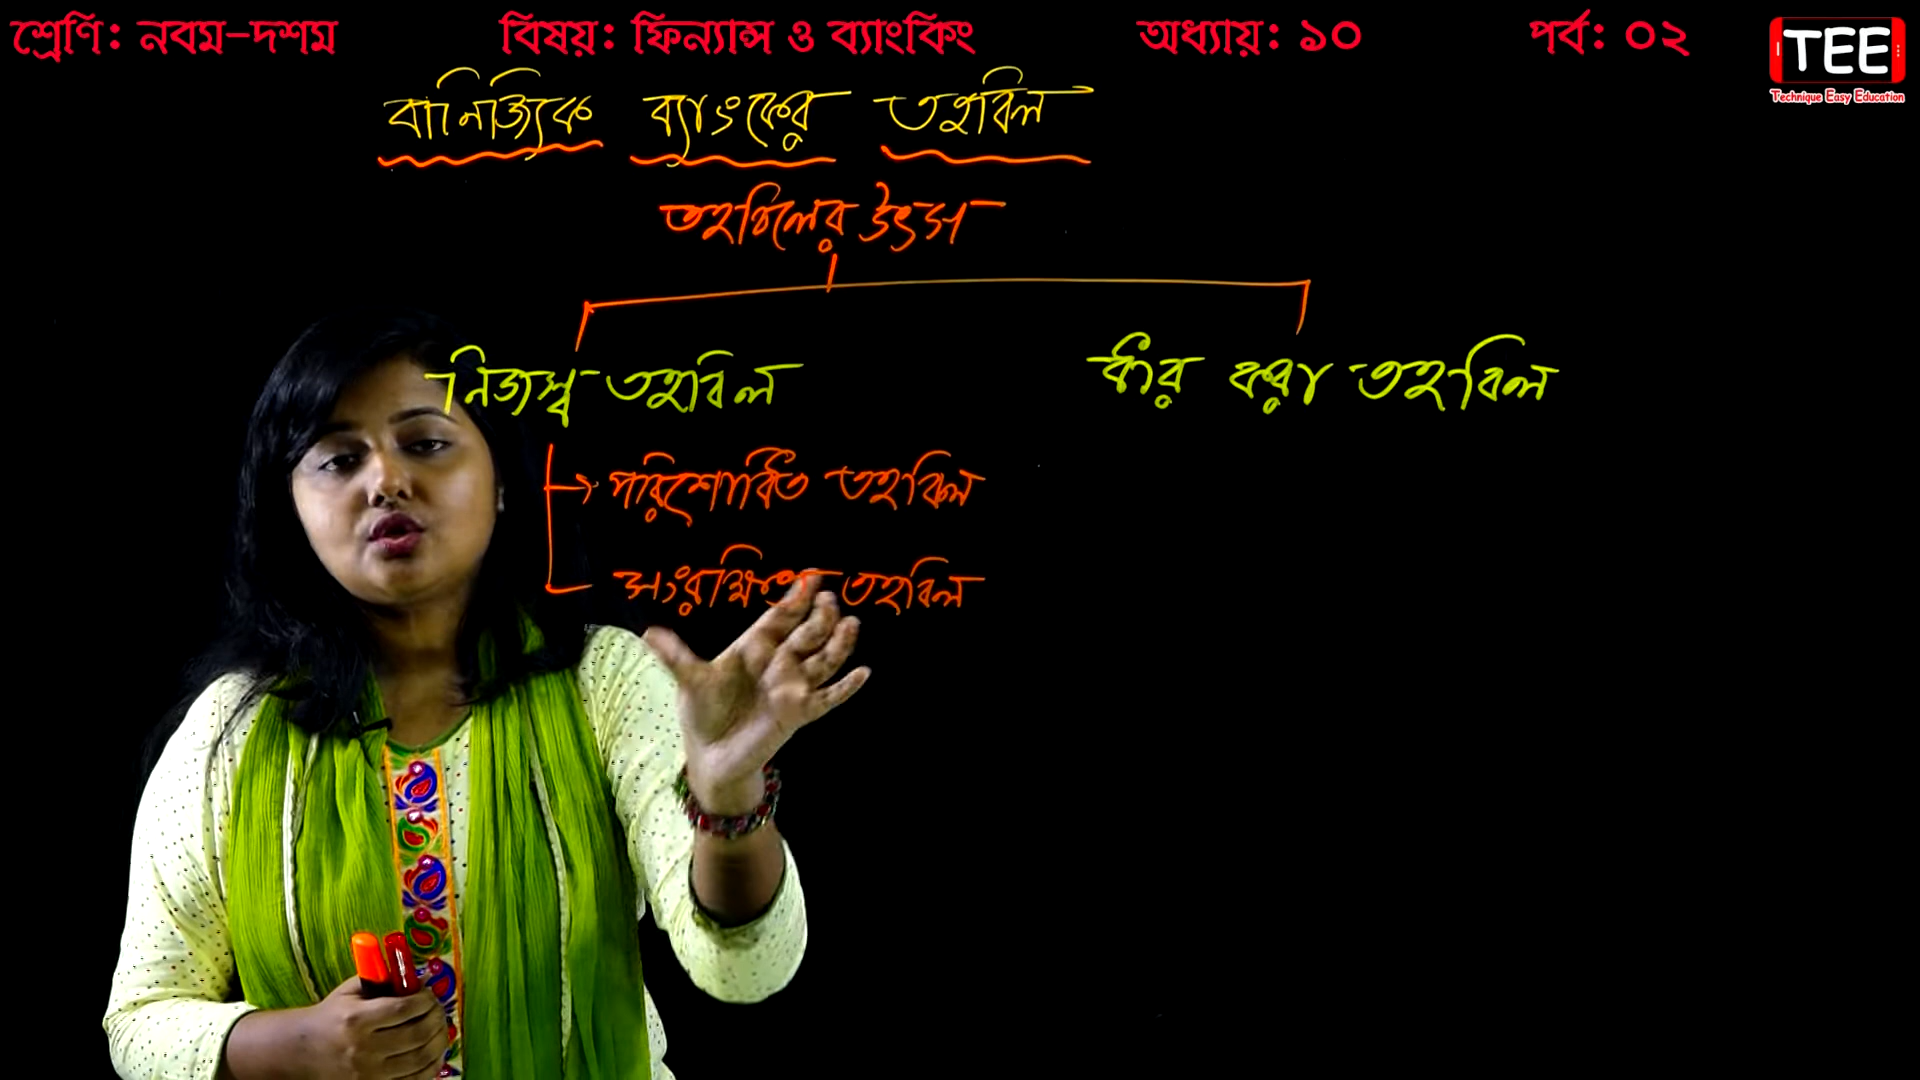 শ্রেণি: নবম-দশম বিষয়: ফিন্যান্স ও ব্যাংকিং অধ্যায়: ১০ পর্ব: ০২
TEE
Technique Easy Education
বানিজ্যিক ব্যাংকের তহবিল
তহবিলের উৎস
নিজস্ব তহবিল ধার করা তহবিল
পরিশোধিত তহবিল
সংরক্ষিত তহবিল